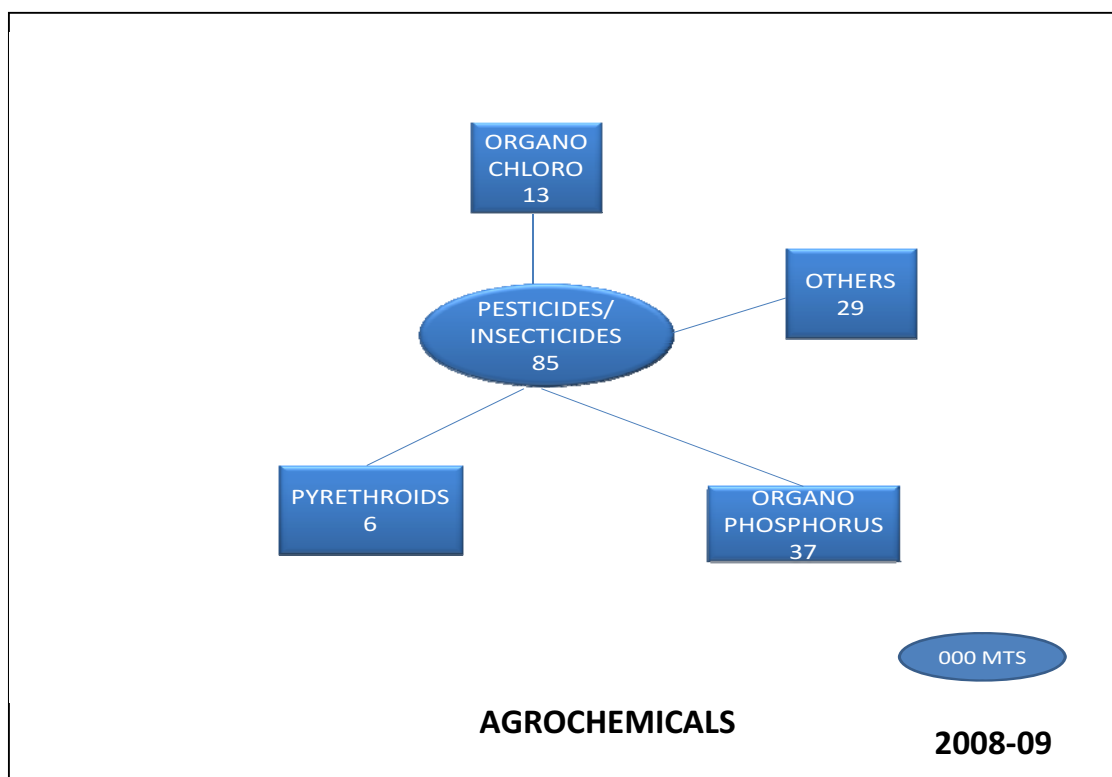 ORGANO
CHLORO
13
OTHERS
29
PESTICIDES/
INSECTICIDES
85
PYRETHROIDS
6
ORGANO
PHOSPHORUS
37
000 MTS
AGROCHEMICALS
2008-09